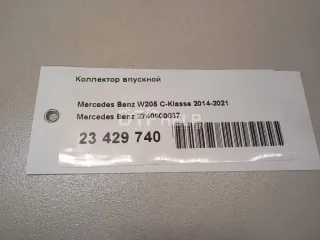 Коллектор впускной
Mercedes Benz W205 C-Klasse 2014-2021
Mercedes Benz 2740900037
23 429 740